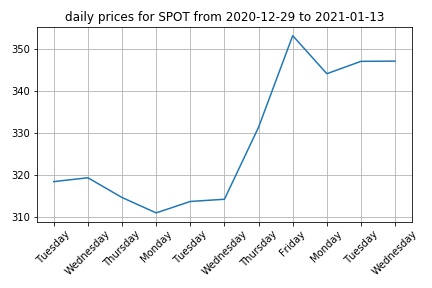 daily prices for SPOT from 2020-12-29 to 2021-01-13
350
340
330
320
310
Tuesday
Wednesday
Thursday
Monday
Tuesday
Wednesday
Thursday
Friday
Monday
Tuesday
Wednesday